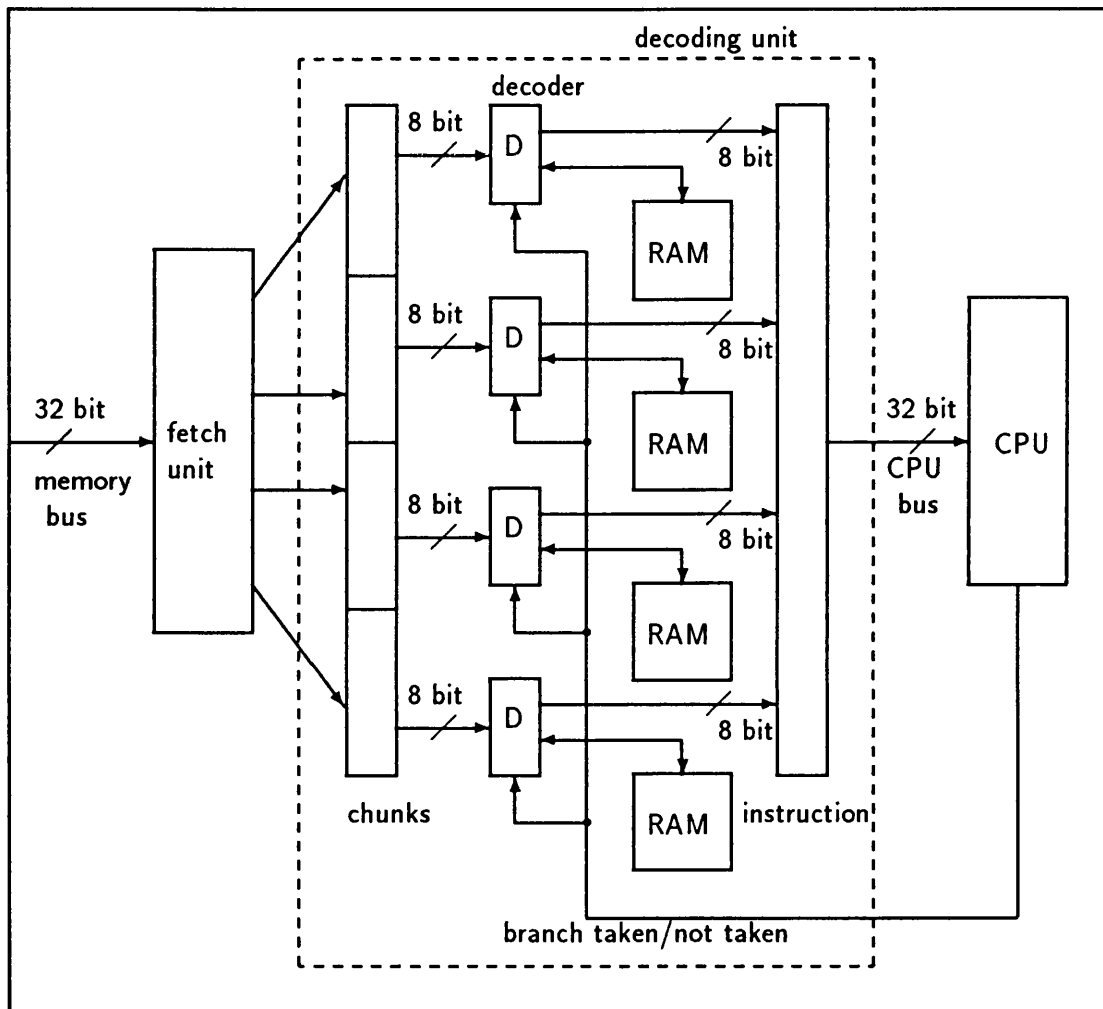 decoding unit
decoder
8 bit
D
8 bit
RAM
8 bit
D
8 bit
RAM
32 bit
memory
bus
fetch
unit
32 bit
CPU
bus
CPU
8 bit
D
8 bit
RAM
8 bit
D
8 bit
RAM
chunks
instruction
branch taken/not taken